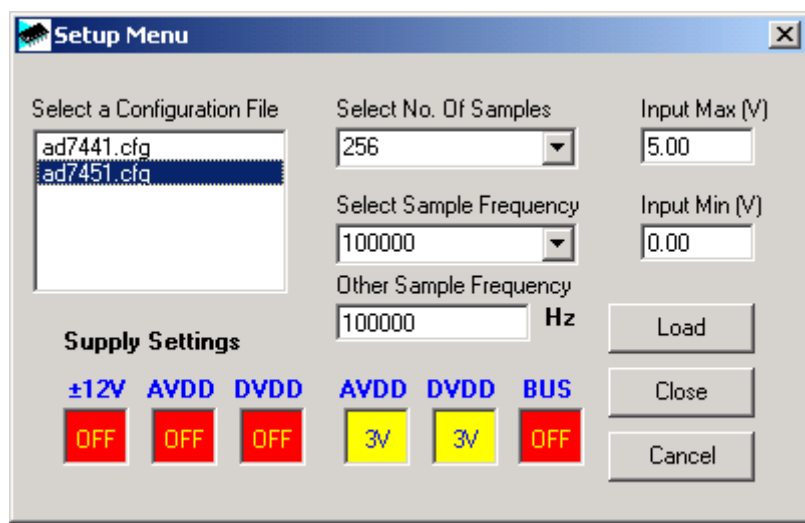 Setup Menu
Select a Configuration File
ad7441.cfg
ad7451.cfg
Select No. Of Samples
256
Select Sample Frequency
100000
Other Sample Frequency
100000 Hz
Input Max (V)
5.00
Input Min (V)
0.00
Supply Settings
±12V AVDD DVDD AVDD DVDD BUS
OFF OFF OFF 3V 3V OFF
Load
Close
Cancel